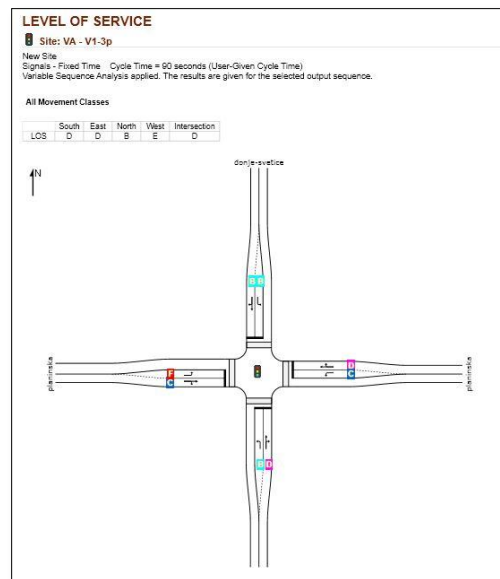 LEVEL OF SERVICE
Site: VA - V1-3p
New Site
Signals - Fixed Time Cycle Time = 90 seconds (User-Given Cycle Time)
Variable Sequence Analysis applied. The results are given for the selected output sequence.
All Movement Classes
South East North West Intersection
LOS D D B E D
N
donje-svetice
B B
planinska
F
C
D
C
planinska
B D